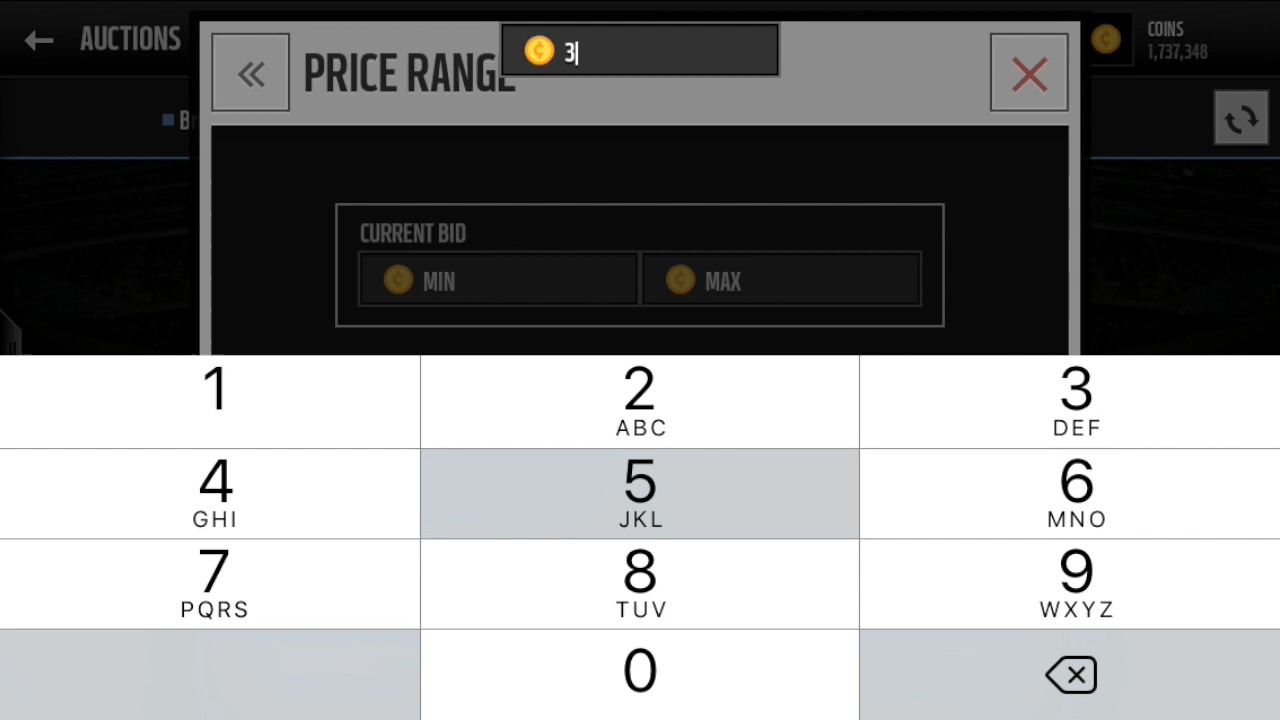 AUCTIONS
PRICE RANGE
3
COINS
1,737,348
B
CURRENT BID
MIN
MAX
1
2
ABC
3
DEF
4
GHI
5
JKL
6
MNO
7
PQRS
8
TUV
9
WXYZ
0